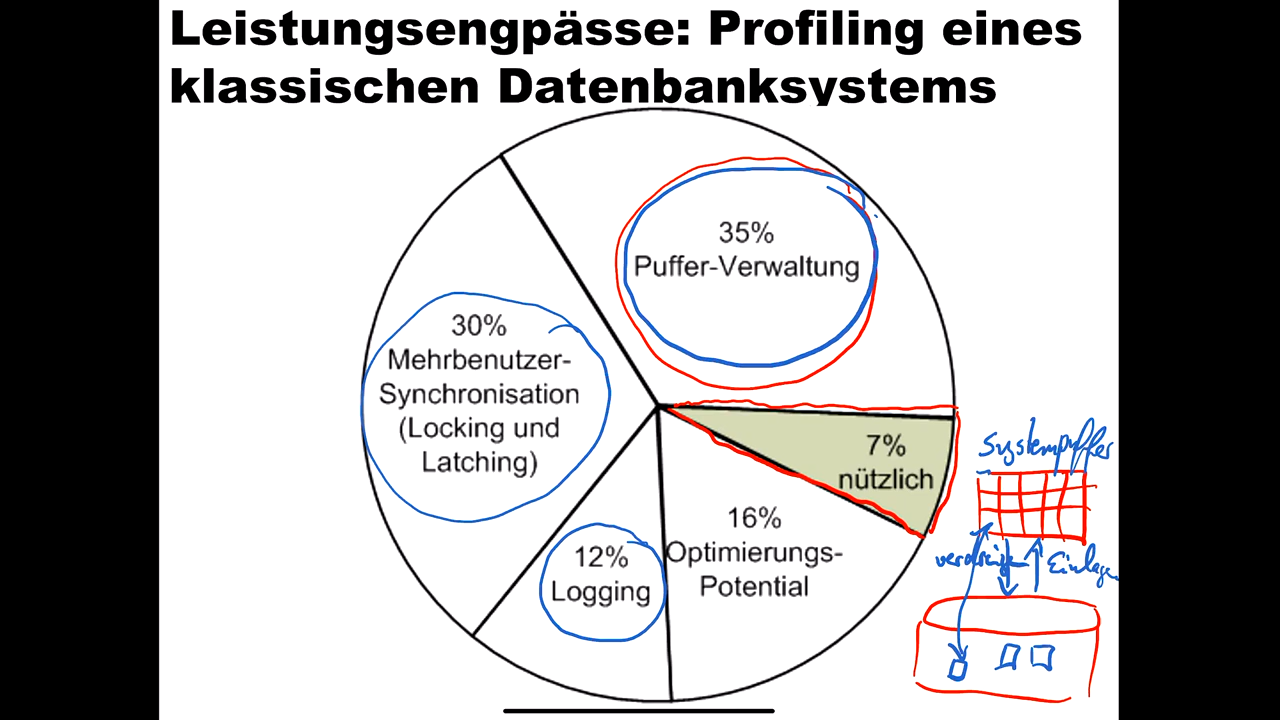 Leistungsengpässe: Profiling eines
klassischen Datenbanksystems
35%
Puffer-Verwaltung
30%
Mehrbenutzer-
Synchronisation
(Locking und
Latching)
7%
nützlich
16%
Optimierungs-
Potential
12%
Logging
Systempuffer
Einlagern